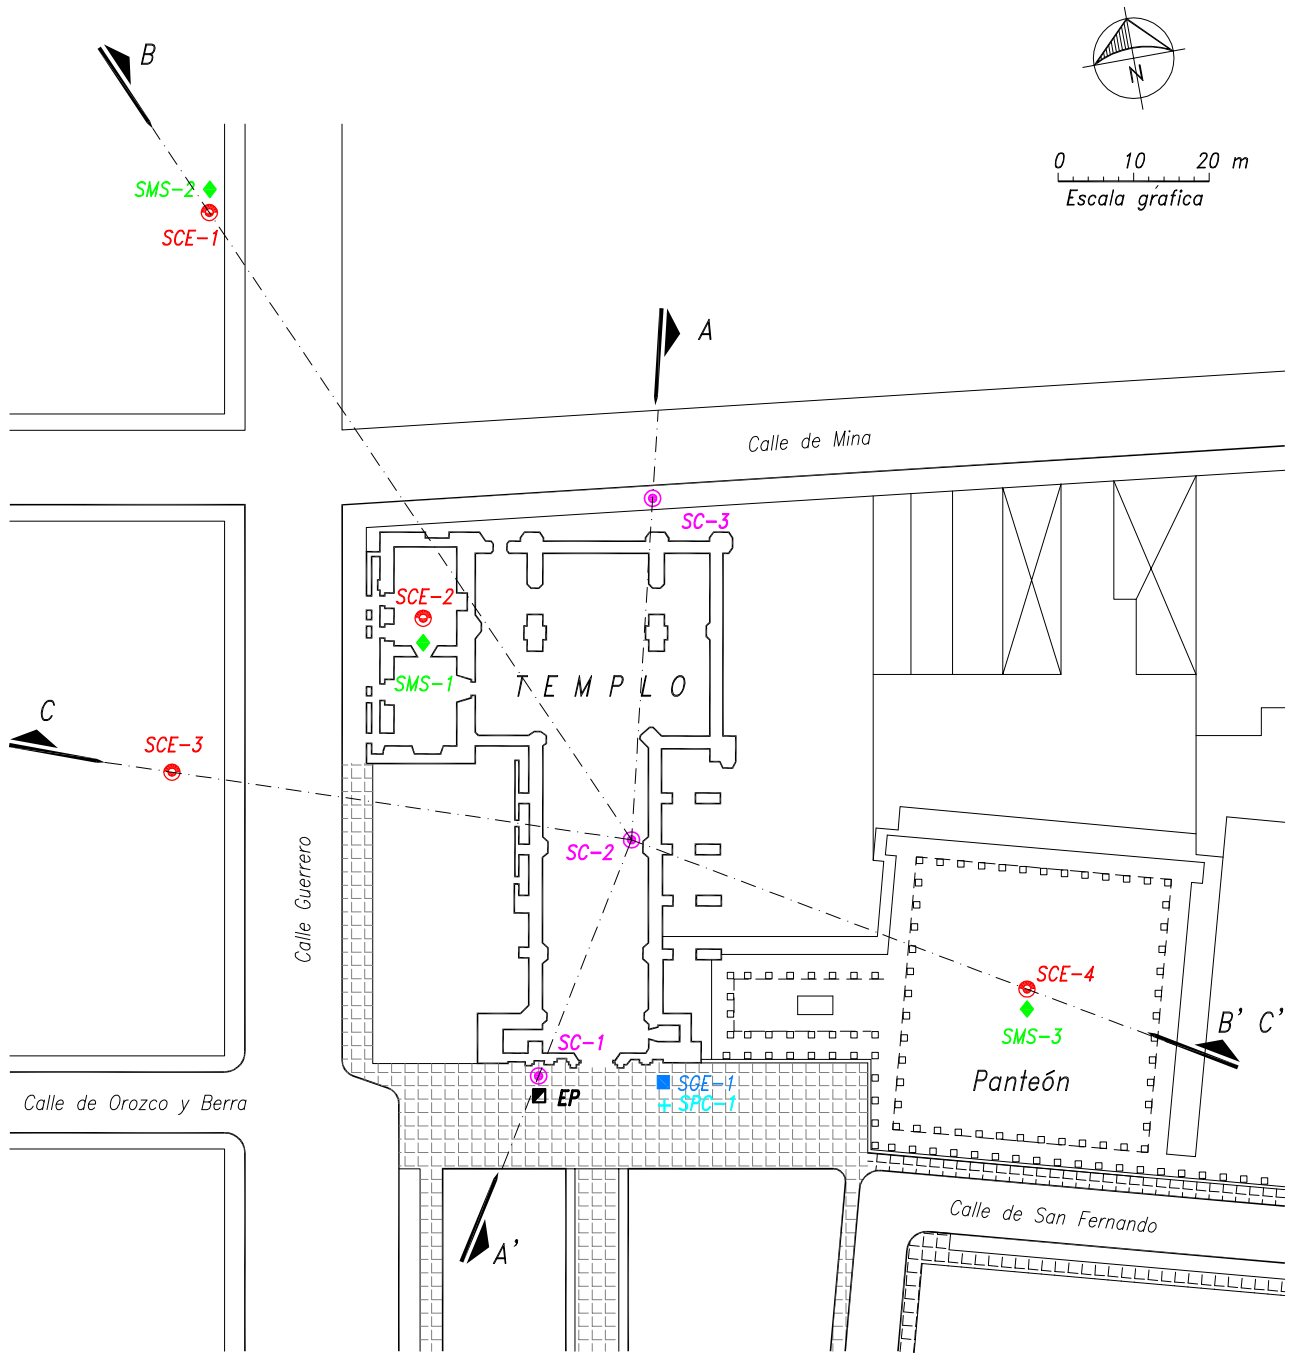 B
N
0 10 20 m
Escala gráfica
SMS-2
SCE-1
A
Calle de Mina
SC-3
SCE-2
SMS-1
TEMPLO
C
SCE-3
SC-2
Calle Guerrero
SCE-4
SMS-3
B' C'
SC-1
Panteón
SGE-1
EP
SPC-1
Calle de Orozco y Berra
Calle de San Fernando
A'